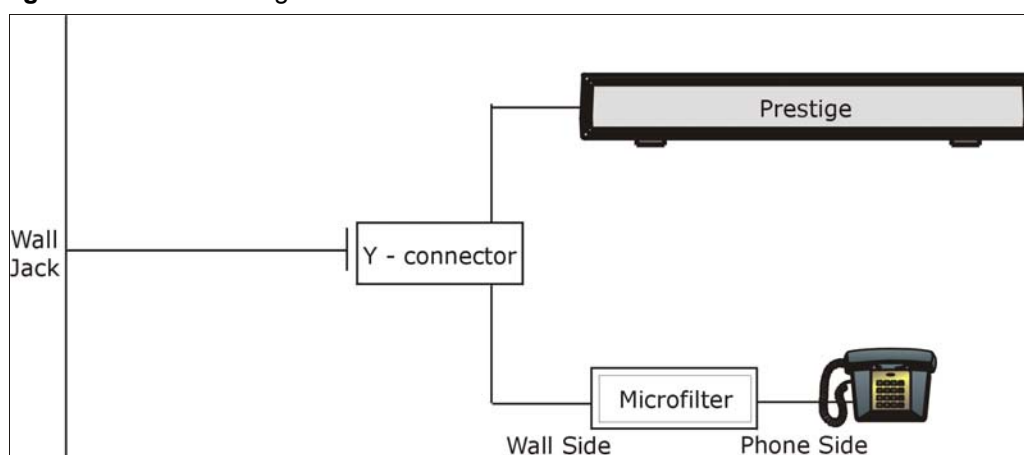 Prestige
Wall
Jack
Y - connector
Microfilter
Wall Side
Phone Side